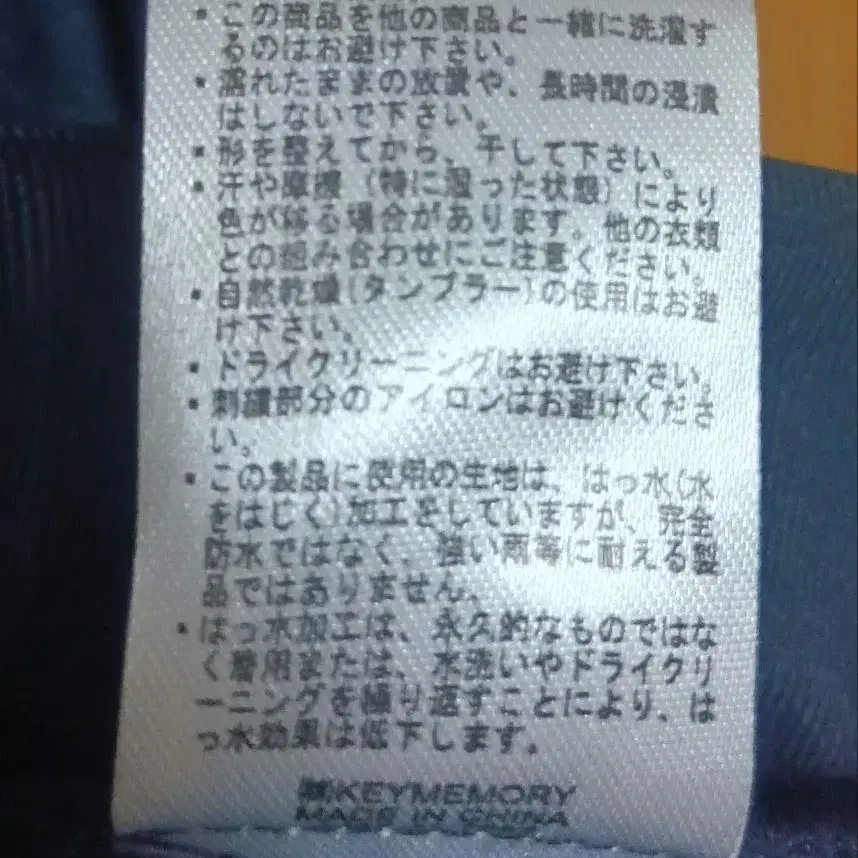 ・この商品を他の商品と一緒に洗濯す
るのはお避け下さい。
・濡れたままの放置や、長時間の浸漬
はしないで下さい。
・形を整えてから、干して下さい。
・汗や摩擦（特に湿った状態）により
色が移る場合があります。他の衣類
との組み合わせにご注意ください。
・自然乾燥(タンブラー)の使用はお避
け下さい。
・ドライクリーニングはお避け下さい。
・刺繍部分のアイロンはお避けくださ
い。
・この製品に使用の生地は、はっ水(水
をはじく)加工をしていますが、完全
防水ではなく、強い雨等に耐える製
品ではありません。
・はっ水加工は、永久的なものではな
く着用または、水洗いやドライクリ
ーニングを繰り返すことにより、は
っ水効果は低下します。
KEYMEMORY
MADE IN CHINA